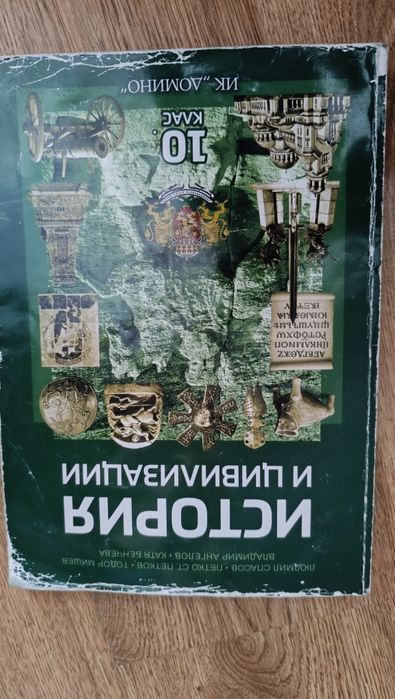 ЛЮДМИЛ СПАСОВ • ПЕТКО СТ. ПЕТКОВ • ТОДОР МИШЕВ
ВЛАДИМИР АНГЕЛОВ • КАТЯ БЕНЧЕВА
ИСТОРИЯ
И ЦИВИЛИЗАЦИИ
10.
КЛАС
ИК „ДОМИНО“